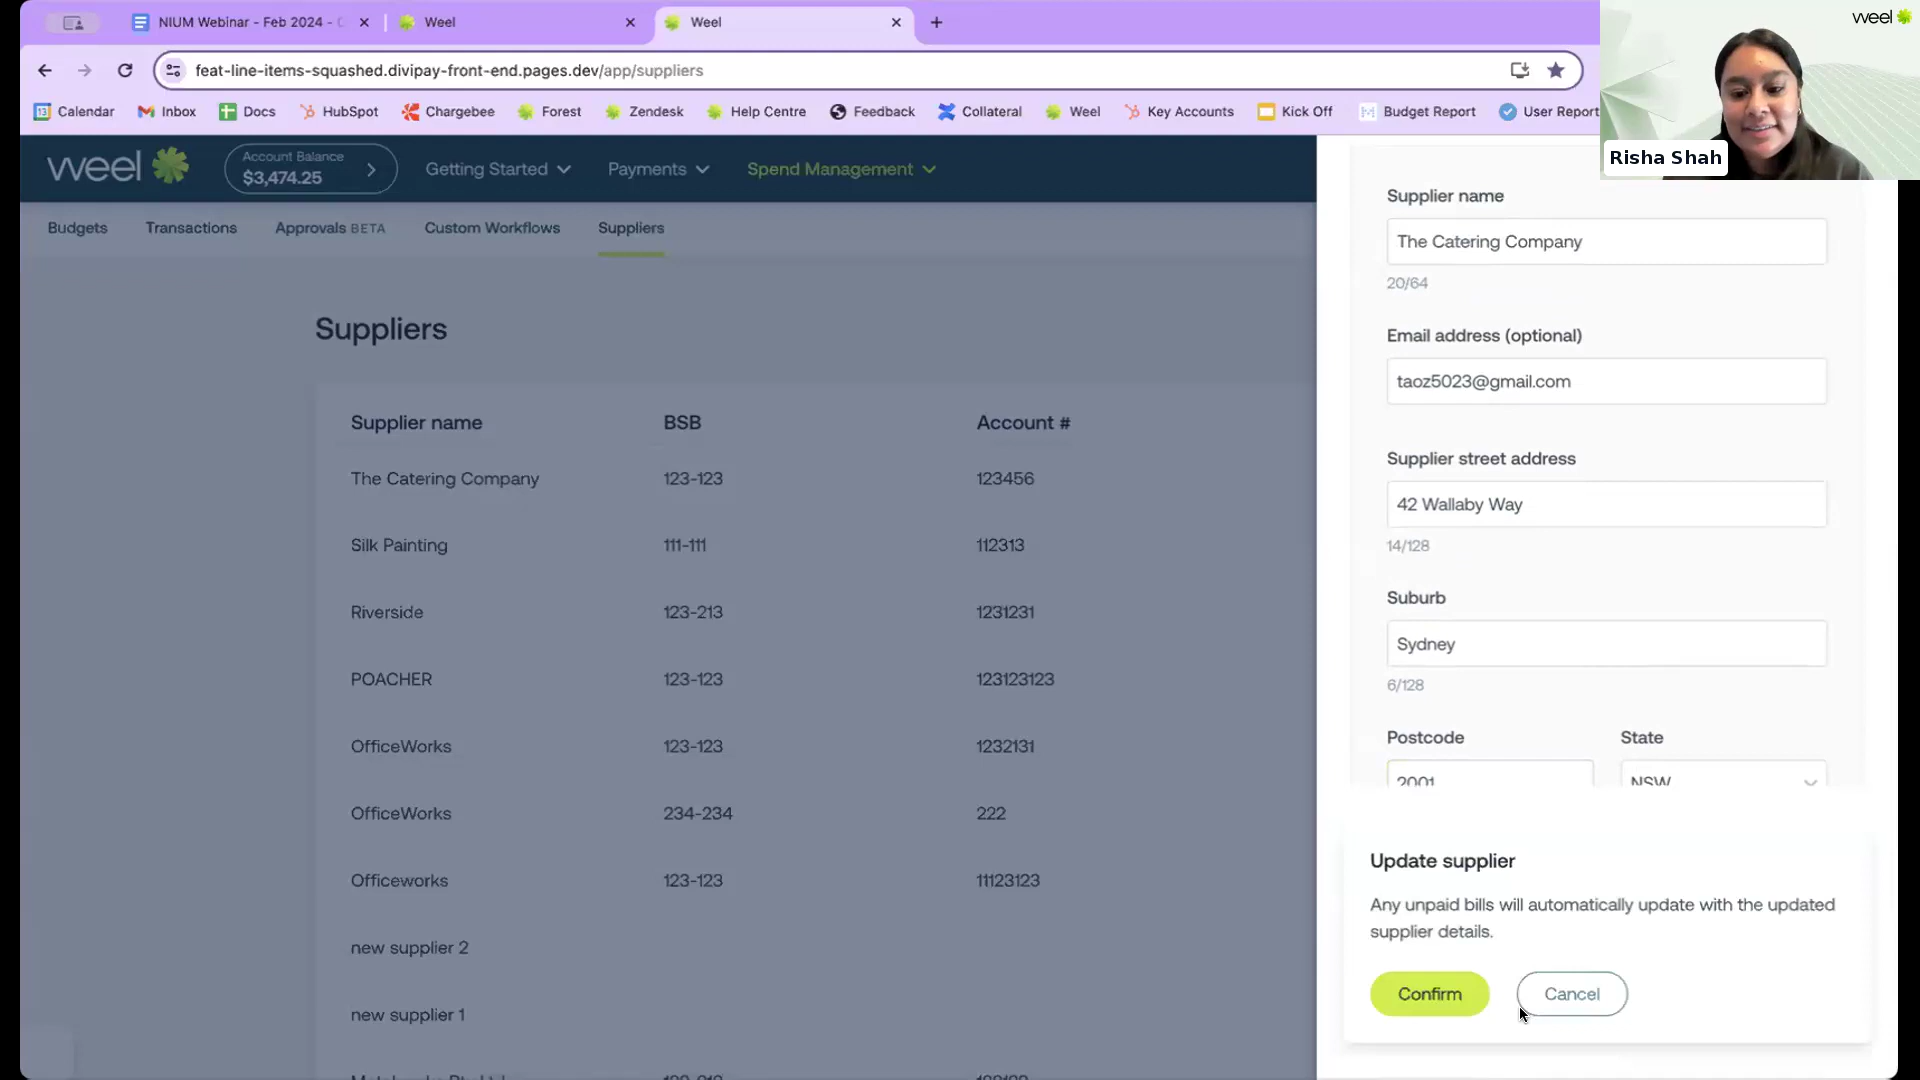 NIUM Webinar - Feb 2024 -
Weel
Weel
weel
feat-line-items-squashed.divipay-front-end.pages.dev/app/suppliers
Calendar
Inbox
Docs
HubSpot
Chargebee
Forest
Zendesk
Help Centre
Feedback
Collateral
Weel
Key Accounts
Kick Off
Budget Report
User Report
Risha Shah
weel
Account Balance
$3,474.25
Getting Started
Payments
Spend Management
Budgets
Transactions
Approvals BETA
Custom Workflows
Suppliers
Suppliers
Supplier name BSB Account #
The Catering Company 123-123 123456
Silk Painting 111-111 112313
Riverside 123-213 1231231
POACHER 123-123 123123123
OfficeWorks 123-123 1232131
OfficeWorks 234-234 222
Officeworks 123-123 11123123
new supplier 2
new supplier 1
Supplier name
The Catering Company
20/64
Email address (optional)
taoz5023@gmail.com
Supplier street address
42 Wallaby Way
14/128
Suburb
Sydney
6/128
Postcode State
2001 NSW
Update supplier
Any unpaid bills will automatically update with the updated
supplier details.
Confirm Cancel